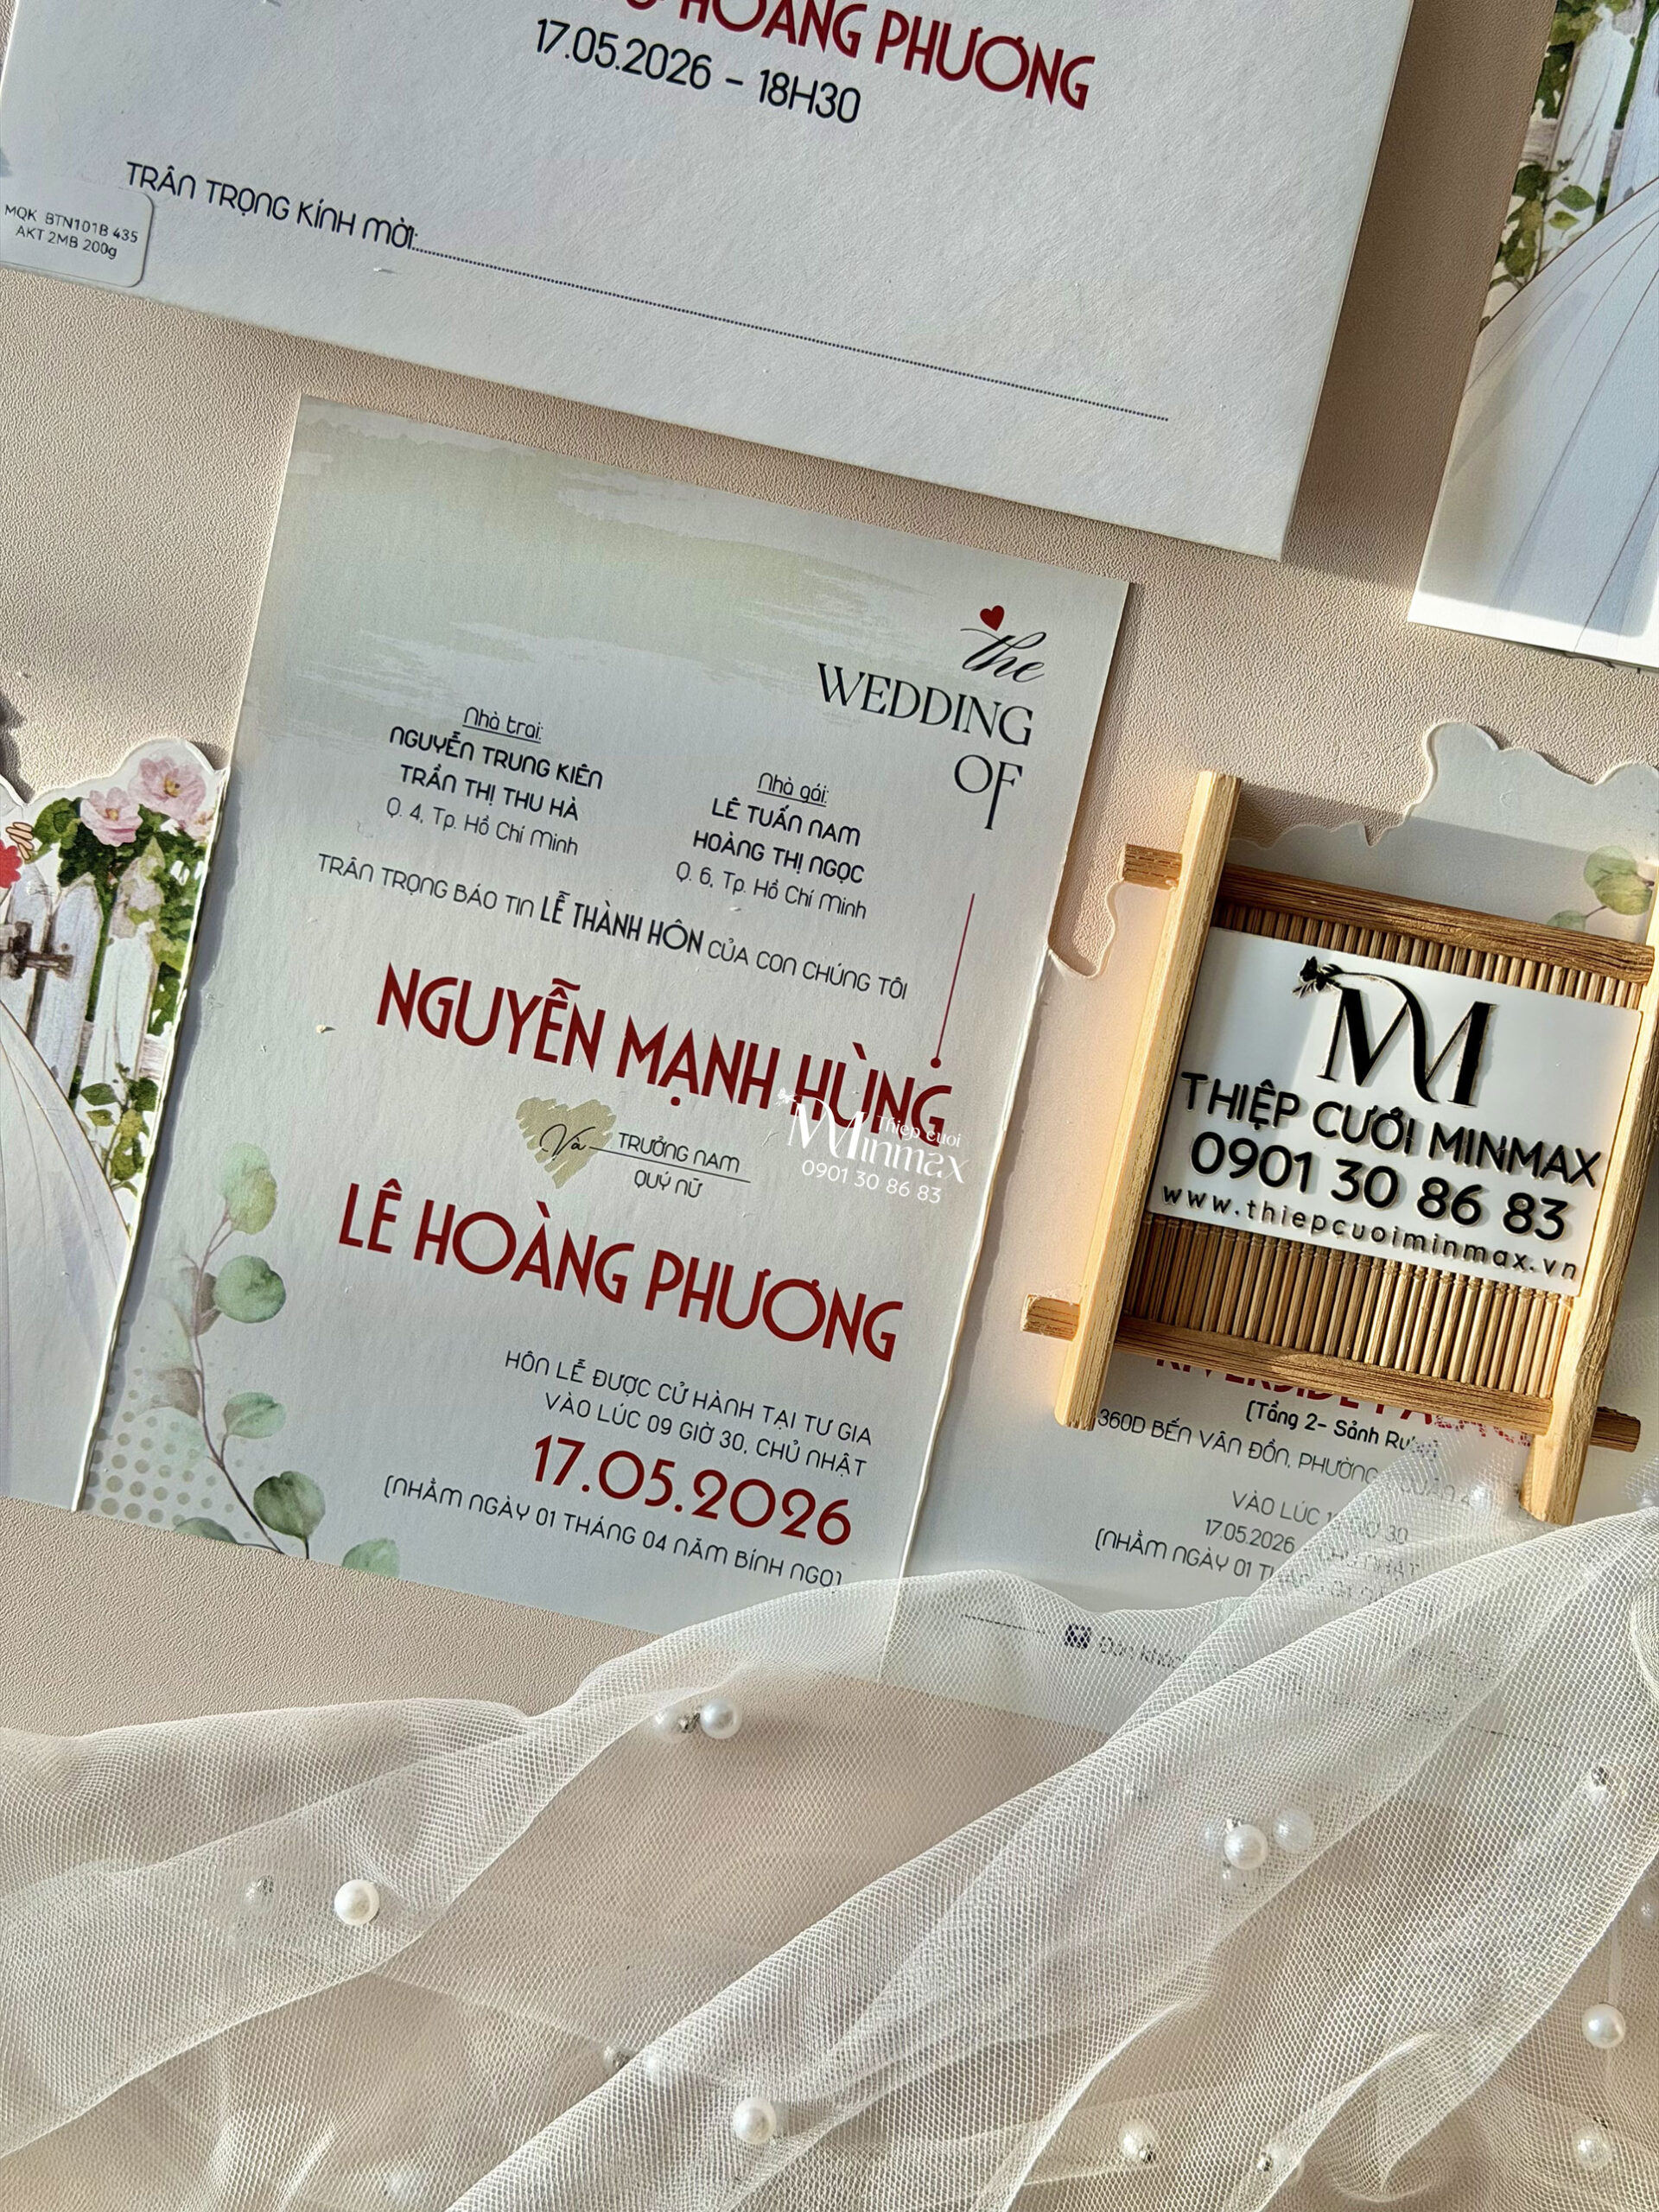 HOÀNG PHƯƠNG
17.05.2026 - 18H30
TRÂN TRỌNG KÍNH MỜI:
MQK BTN101B 435
AKT 2MB 200g
the
WEDDING
OF
Nhà trai:
NGUYỄN TRUNG KIÊN
TRẦN THỊ THU HÀ
Q. 4, Tp. Hồ Chí Minh
Nhà gái:
LÊ TUẤN NAM
HOÀNG THỊ NGỌC
Q. 6, Tp. Hồ Chí Minh
TRÂN TRỌNG BÁO TIN LỄ THÀNH HÔN CỦA CON CHÚNG TÔI
NGUYỄN MẠNH HÙNG
Và TRƯỞNG NAM
QUÝ NỮ
LÊ HOÀNG PHƯƠNG
HÔN LỄ ĐƯỢC CỬ HÀNH TẠI TƯ GIA
VÀO LÚC 09 GIỜ 30, CHỦ NHẬT
17.05.2026
(NHẰM NGÀY 01 THÁNG 04 NĂM BÍNH NGỌ)
Thiep cuoi
Minmax
0901 30 86 83
M
THIỆP CƯỚI MINMAX
0901 30 86 83
www.thiepcuoiminmax.vn
(Tầng 2- Sảnh
360D BẾN VÂN ĐỒN, PHƯỜNG
VÀO LÚC
17.05.2026
(NHẰM NGÀY 01